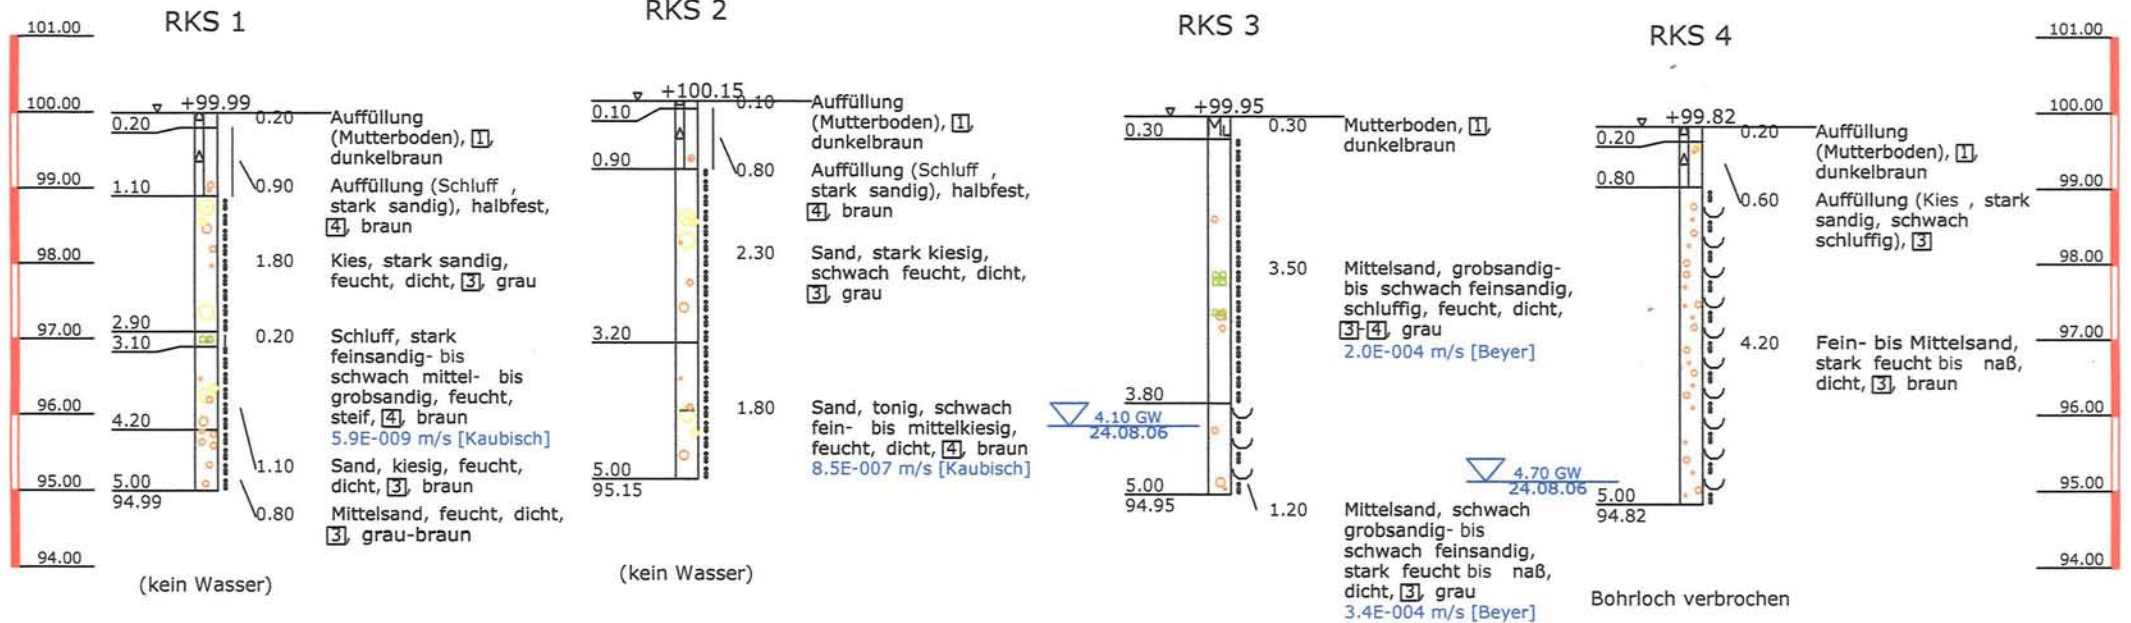 RKS 1
RKS 2
RKS 3
RKS 4
101.00
100.00
99.00
98.00
97.00
96.00
95.00
94.00
+99.99
0.20
1.10
2.90
3.10
4.20
5.00
94.99
0.20
Auffüllung
(Mutterboden), 1,
dunkelbraun
0.90
Auffüllung (Schluff ,
stark sandig), halbfest,
4, braun
1.80
Kies, stark sandig,
feucht, dicht, 3, grau
0.20
Schluff, stark
feinsandig- bis
schwach mittel- bis
grobsandig, feucht,
steif, 4, braun
5.9E-009 m/s [Kaubisch]
1.10
Sand, kiesig, feucht,
dicht, 3, braun
0.80
Mittelsand, feucht, dicht,
3, grau-braun
(kein Wasser)
+100.15
0.10
0.90
3.20
5.00
95.15
0.10
Auffüllung
(Mutterboden), 1,
dunkelbraun
0.80
Auffüllung (Schluff ,
stark sandig), halbfest,
4, braun
2.30
Sand, stark kiesig,
schwach feucht, dicht,
3, grau
1.80
Sand, tonig, schwach
fein- bis mittelkiesig,
feucht, dicht, 4, braun
8.5E-007 m/s [Kaubisch]
(kein Wasser)
+99.95
Mu
0.30
3.80
4.10 GW
24.08.06
5.00
94.95
0.30
Mutterboden, 1,
dunkelbraun
3.50
Mittelsand, grobsandig-
bis schwach feinsandig,
schluffig, feucht, dicht,
3-4, grau
2.0E-004 m/s [Beyer]
1.20
Mittelsand, schwach
grobsandig- bis
schwach feinsandig,
stark feucht bis naß,
dicht, 3, grau
3.4E-004 m/s [Beyer]
+99.82
0.20
0.80
4.70 GW
24.08.06
5.00
94.82
0.20
Auffüllung
(Mutterboden), 1,
dunkelbraun
0.60
Auffüllung (Kies , stark
sandig, schwach
schluffig), 3
4.20
Fein- bis Mittelsand,
stark feucht bis naß,
dicht, 3, braun
Bohrloch verbrochen
101.00
100.00
99.00
98.00
97.00
96.00
95.00
94.00